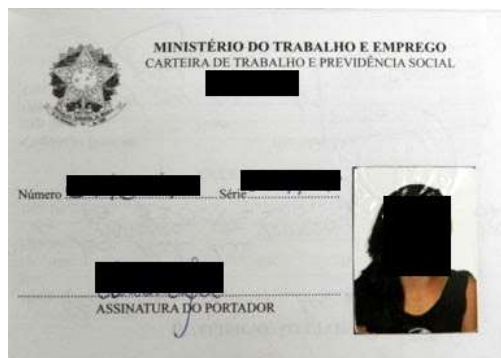 MINISTÉRIO DO TRABALHO E EMPREGO
CARTEIRA DE TRABALHO E PREVIDÊNCIA SOCIAL
Número Série
ASSINATURA DO PORTADOR